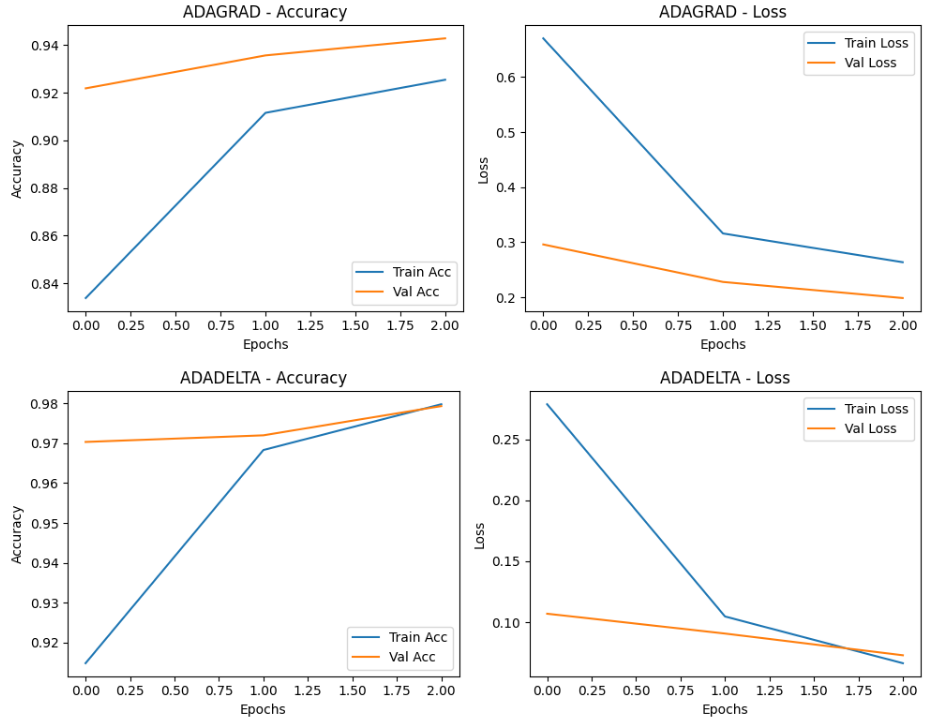 ADAGRAD - Accuracy
Accuracy
0.94
0.92
0.90
0.88
0.86
0.84
Train Acc
Val Acc
0.00 0.25 0.50 0.75 1.00 1.25 1.50 1.75 2.00
Epochs
ADAGRAD - Loss
Loss
0.6
0.5
0.4
0.3
0.2
Train Loss
Val Loss
0.00 0.25 0.50 0.75 1.00 1.25 1.50 1.75 2.00
Epochs
ADADELTA - Accuracy
Accuracy
0.98
0.97
0.96
0.95
0.94
0.93
0.92
Train Acc
Val Acc
0.00 0.25 0.50 0.75 1.00 1.25 1.50 1.75 2.00
Epochs
ADADELTA - Loss
Loss
0.25
0.20
0.15
0.10
Train Loss
Val Loss
0.00 0.25 0.50 0.75 1.00 1.25 1.50 1.75 2.00
Epochs